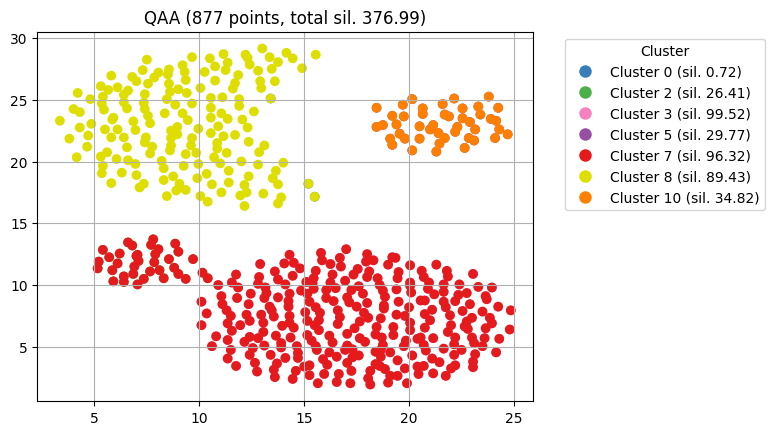 QAA (877 points, total sil. 376.99)
30
25
20
15
10
5
5
10
15
20
25
Cluster
Cluster 0 (sil. 0.72)
Cluster 2 (sil. 26.41)
Cluster 3 (sil. 99.52)
Cluster 5 (sil. 29.77)
Cluster 7 (sil. 96.32)
Cluster 8 (sil. 89.43)
Cluster 10 (sil. 34.82)